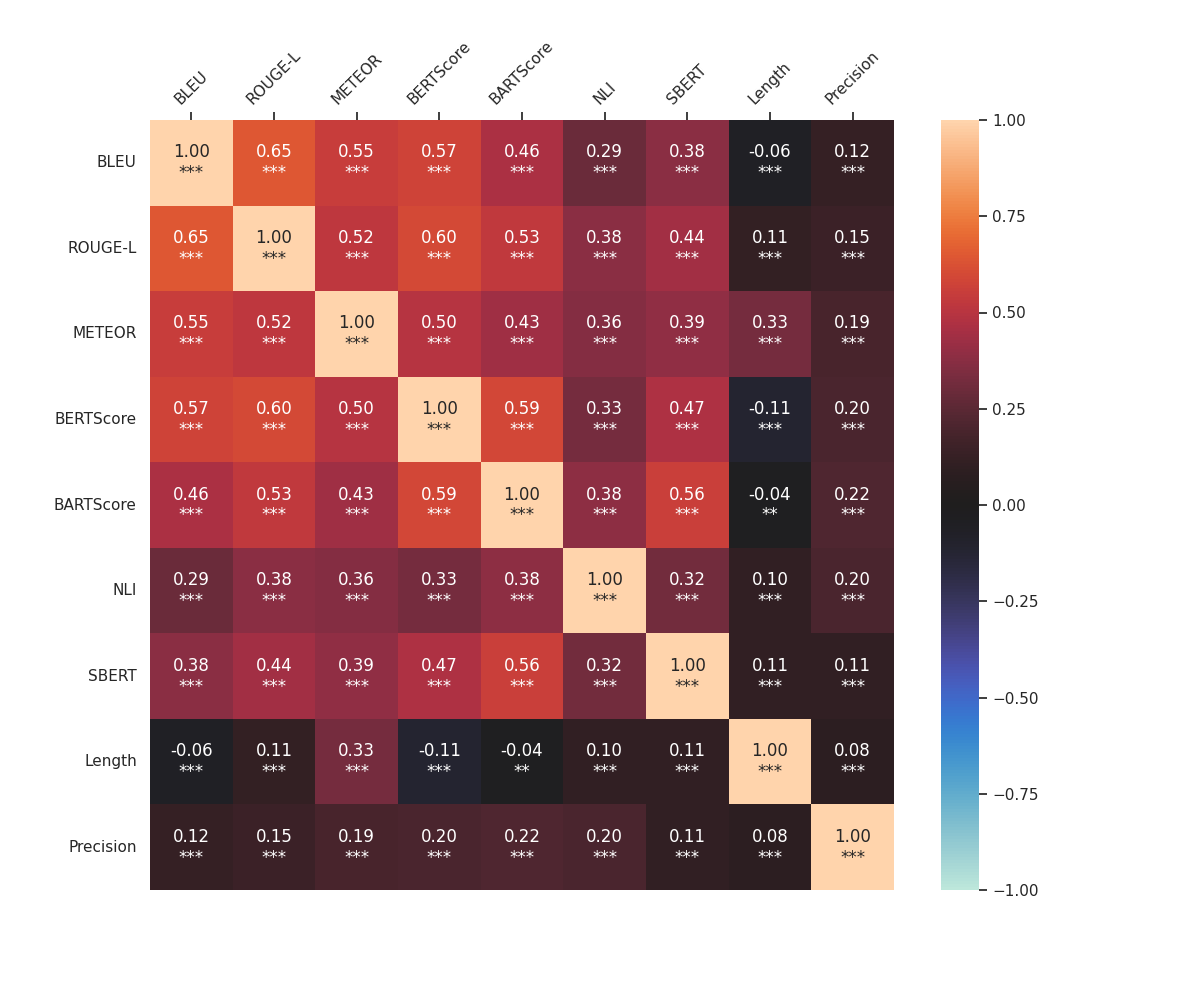 BLEU ROUGE-L METEOR BERTScore BARTScore NLI SBERT Length Precision
BLEU 1.00 0.65 0.55 0.57 0.46 0.29 0.38 -0.06 0.12
*** *** *** *** *** *** *** *** ***
ROUGE-L 0.65 1.00 0.52 0.60 0.53 0.38 0.44 0.11 0.15
*** *** *** *** *** *** *** *** ***
METEOR 0.55 0.52 1.00 0.50 0.43 0.36 0.39 0.33 0.19
*** *** *** *** *** *** *** *** ***
BERTScore 0.57 0.60 0.50 1.00 0.59 0.33 0.47 -0.11 0.20
*** *** *** *** *** *** *** *** ***
BARTScore 0.46 0.53 0.43 0.59 1.00 0.38 0.56 -0.04 0.22
*** *** *** *** *** *** *** ** ***
NLI 0.29 0.38 0.36 0.33 0.38 1.00 0.32 0.10 0.20
*** *** *** *** *** *** *** *** ***
SBERT 0.38 0.44 0.39 0.47 0.56 0.32 1.00 0.11 0.11
*** *** *** *** *** *** *** *** ***
Length -0.06 0.11 0.33 -0.11 -0.04 0.10 0.11 1.00 0.08
*** *** *** *** ** *** *** *** ***
Precision 0.12 0.15 0.19 0.20 0.22 0.20 0.11 0.08 1.00
*** *** *** *** *** *** *** *** ***
1.00
0.75
0.50
0.25
0.00
−0.25
−0.50
−0.75
−1.00